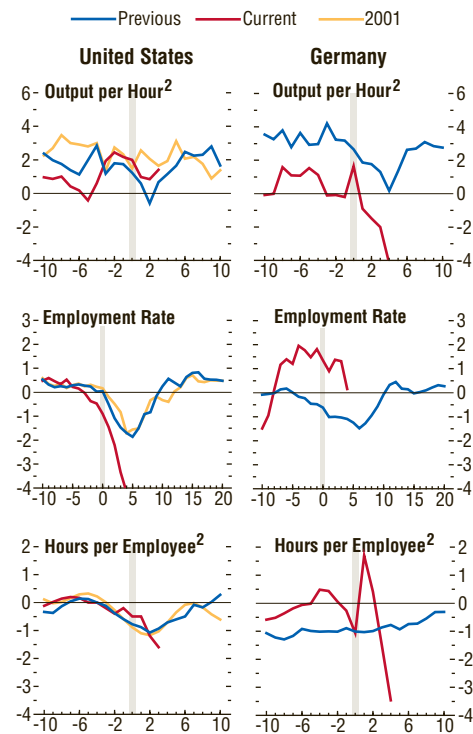 Previous Current 2001
United States Germany
Output per Hour2 Output per Hour2
6 6
4 4
2 2
0 0
-2 -2
-4 -4
-10 -6 -2 2 6 10 -10 -6 -2 2 6 10
Employment Rate Employment Rate
3 3
2 2
1 1
0 0
-1 -1
-2 -2
-3 -3
-4 -4
-10 -5 0 5 10 15 20 -10 -5 0 5 10 15 20
Hours per Employee2 Hours per Employee2
2 2
1 1
0 0
-1 -1
-2 -2
-3 -3
-4 -4
-10 -6 -2 2 6 10 -10 -6 -2 2 6 10